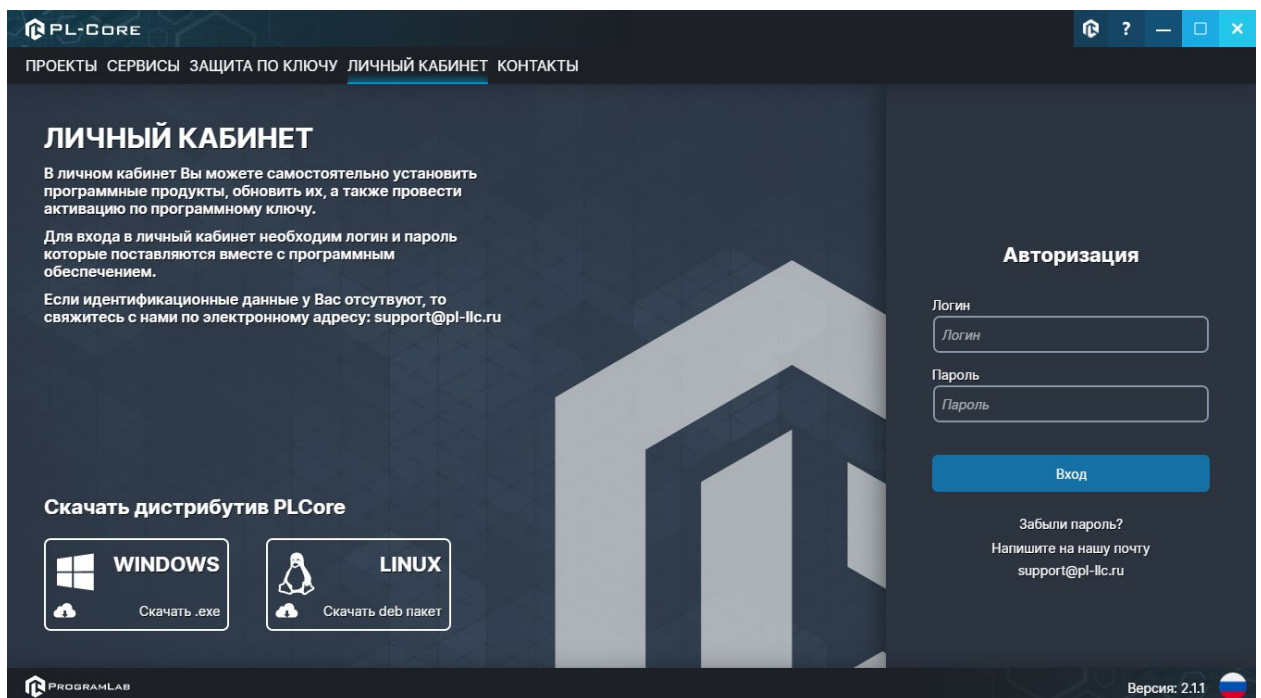 PL-CORE
?
ПРОЕКТЫ СЕРВИСЫ ЗАЩИТА ПО КЛЮЧУ ЛИЧНЫЙ КАБИНЕТ КОНТАКТЫ
ЛИЧНЫЙ КАБИНЕТ
В личном кабинет Вы можете самостоятельно установить
программные продукты, обновить их, а также провести
активацию по программному ключу.
Для входа в личный кабинет необходим логин и пароль
которые поставляются вместе с программным
обеспечением.
Если идентификационные данные у Вас отсутвуют, то
свяжитесь с нами по электронному адресу: support@pl-llc.ru
Скачать дистрибутив PLCore
WINDOWS
Скачать .exe
LINUX
Скачать deb пакет
Авторизация
Логин
Логин
Пароль
Пароль
Вход
Забыли пароль?
Напишите на нашу почту
support@pl-llc.ru
PROGRAMLAB
Версия: 2.1.1